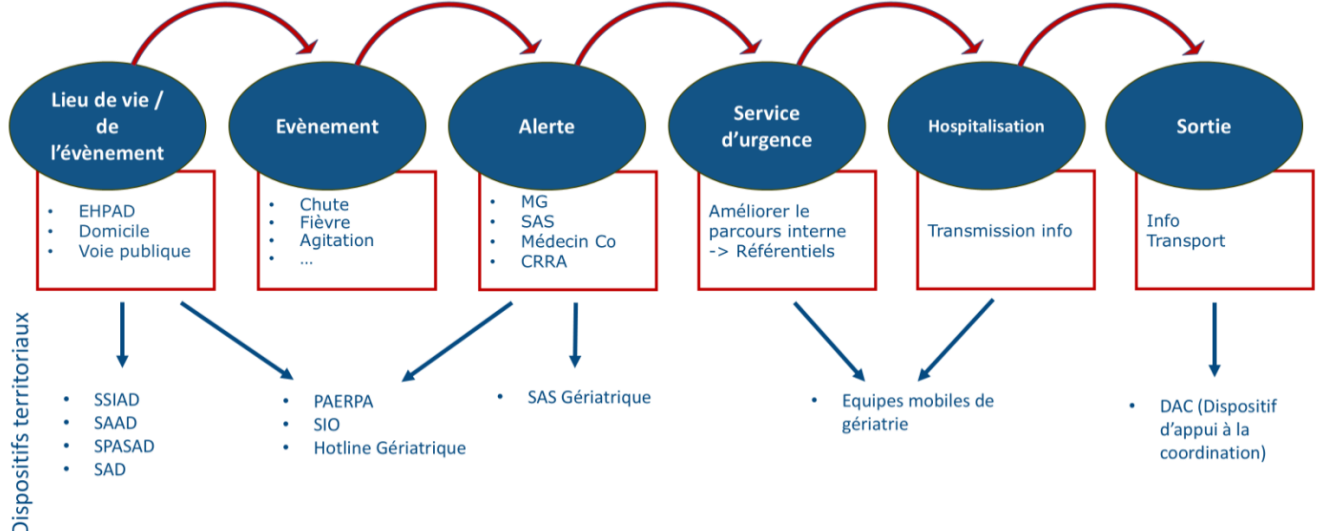 Lieu de vie /
de
l'évènement
Evènement
Alerte
Service
d'urgence
Hospitalisation
Sortie
• EHPAD
• Domicile
• Voie publique
• Chute
• Fièvre
• Agitation
• ...
• MG
• SAS
• Médecin Co
• CRRA
Améliorer le
parcours interne
-> Référentiels
Transmission info
Info
Transport
Dispositifs territoriaux
• SSIAD
• SAAD
• SPASAD
• SAD
• PAERPA
• SIO
• Hotline Gériatrique
• SAS Gériatrique
• Equipes mobiles de
gériatrie
• DAC (Dispositif
d'appui à la
coordination)